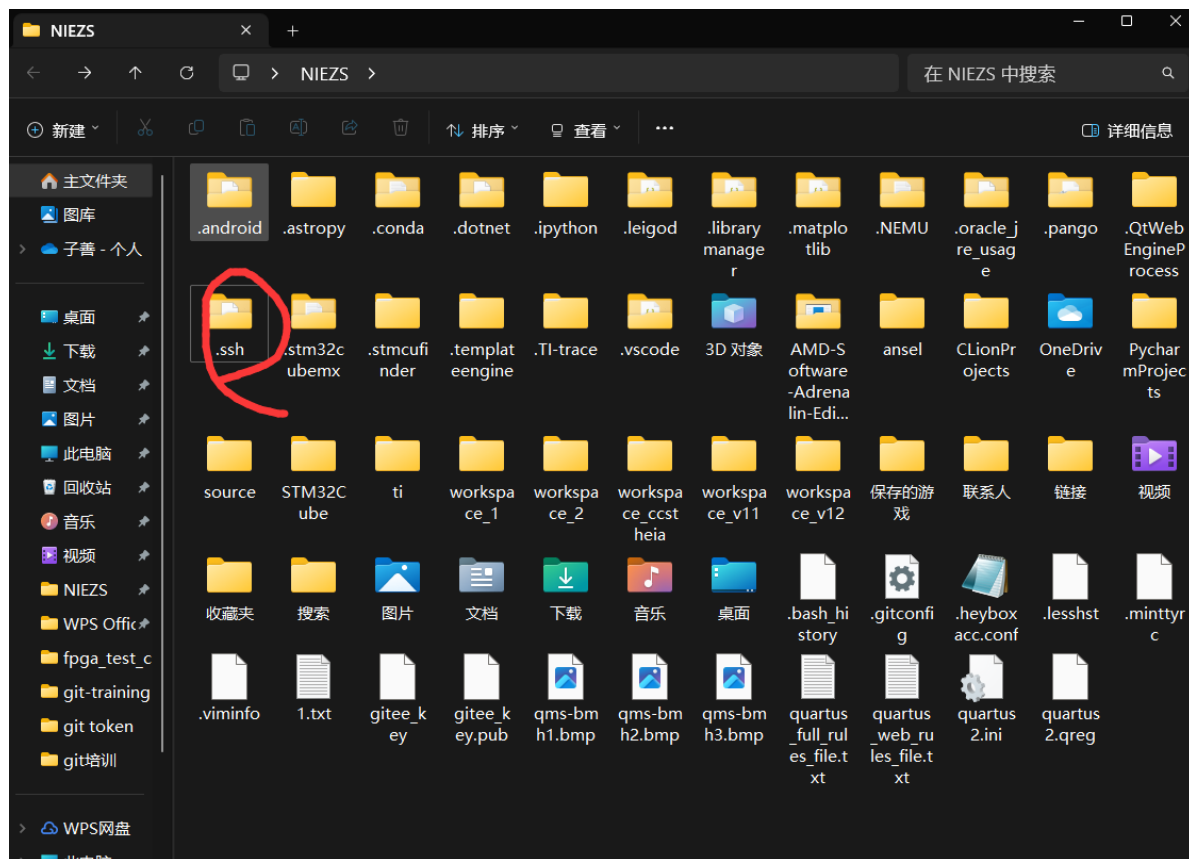 NIEZS
NIEZS
在 NIEZS 中搜索
新建
排序
查看
详细信息
主文件夹
图库
子善 - 个人
桌面
下载
文档
图片
此电脑
回收站
音乐
视频
NIEZS
WPS Offic
fpga_test_c
git-training
git token
git培训
WPS网盘
.android
.astropy
.conda
.dotnet
.ipython
.leigod
.library
manage
r
.matplo
tlib
.NEMU
.oracle_j
re_usag
e
.pango
.QtWeb
EngineP
rocess
.ssh
.stm32c
ubemx
.stmcufi
nder
.templat
eengine
.TI-trace
.vscode
3D 对象
AMD-S
oftware
-Adrena
lin-Edi...
ansel
CLionPr
ojects
OneDriv
e
Pychar
mProjec
ts
source
STM32C
ube
ti
workspa
ce_1
workspa
ce_2
workspa
ce_ccst
heia
workspa
ce_v11
workspa
ce_v12
保存的游
戏
联系人
链接
视频
收藏夹
搜索
图片
文档
下载
音乐
桌面
.bash_hi
story
.gitconfi
g
.heybox
acc.conf
.lesshst
.minttyr
c
.viminfo
1.txt
gitee_k
ey
gitee_k
ey.pub
qms-bm
h1.bmp
qms-bm
h2.bmp
qms-bm
h3.bmp
quartus
_full_rul
es_file.t
xt
quartus
_web_ru
les_file.t
xt
quartus
2.ini
quartus
2.qreg